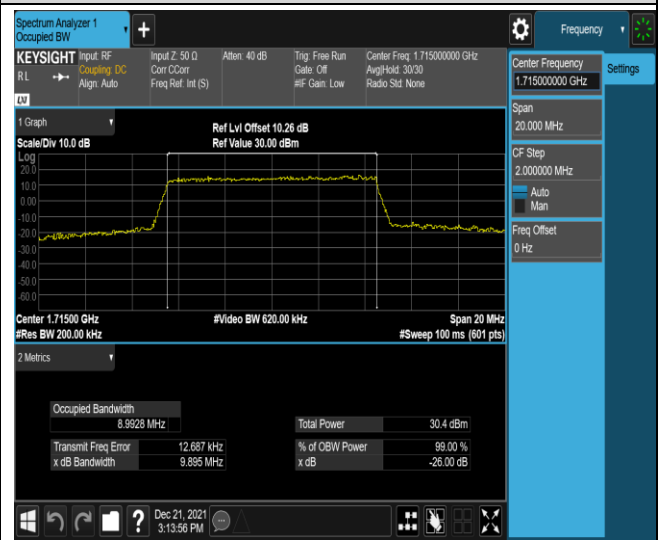 Spectrum Analyzer 1
Occupied BW
+
Frequency
KEYSIGHT
R L
LXI
Input: RF
Coupling: DC
Align: Auto
Input Z: 50 Ω
Corr CCorr
Freq Ref: Int (S)
Atten: 40 dB
Trig: Free Run
Gate: Off
#IF Gain: Low
Center Freq: 1.715000000 GHz
Avg|Hold: 30/30
Radio Std: None
Center Frequency
1.715000000 GHz
Settings
Span
20.000 MHz
CF Step
2.000000 MHz
Auto
Man
Freq Offset
0 Hz
1 Graph
Scale/Div 10.0 dB
Ref Lvl Offset 10.26 dB
Ref Value 30.00 dBm
Log
20.0
10.0
0.00
-10.0
-20.0
-30.0
-40.0
-50.0
-60.0
Center 1.71500 GHz
#Video BW 620.00 kHz
Span 20 MHz
#Res BW 200.00 kHz
#Sweep 100 ms (601 pts)
2 Metrics
Occupied Bandwidth
8.9928 MHz
Total Power 30.4 dBm
Transmit Freq Error 12.687 kHz
% of OBW Power 99.00 %
x dB Bandwidth 9.895 MHz
x dB -26.00 dB
?
Dec 21, 2021
3:13:56 PM